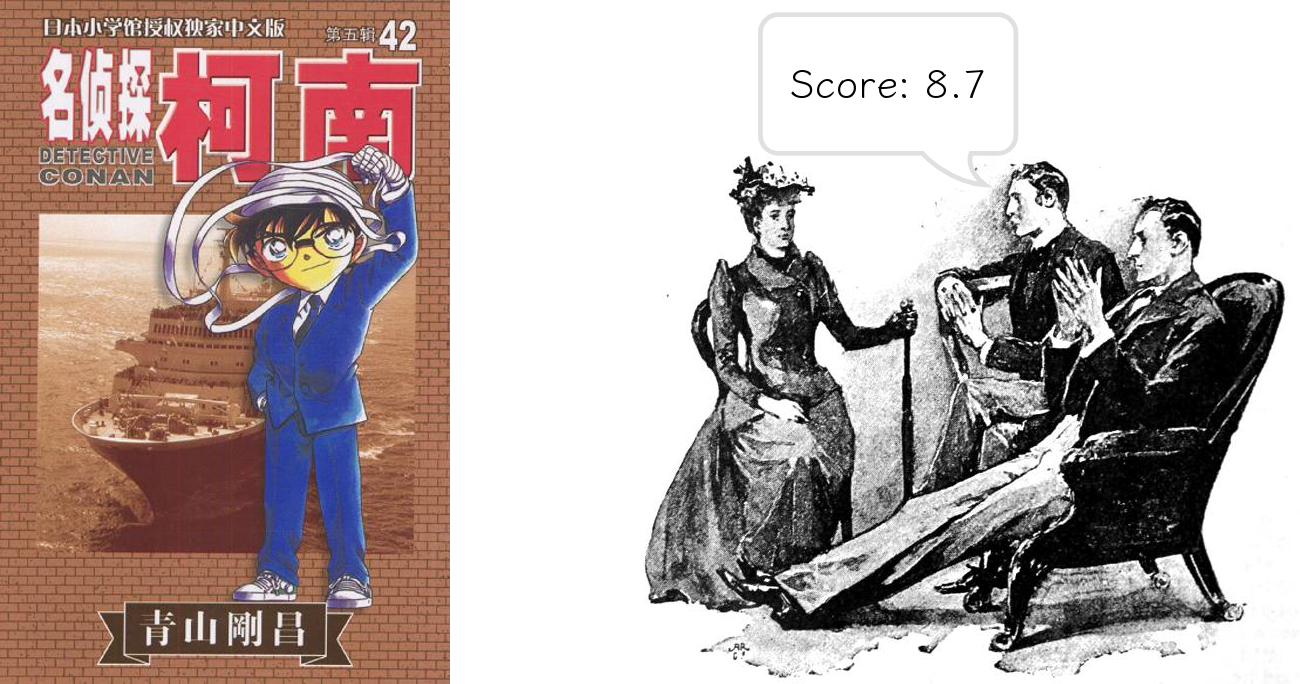 日本小学馆授权独家中文版
第五辑 42
名侦探 柯南
DETECTIVE
CONAN
青山剛昌
Score: 8.7